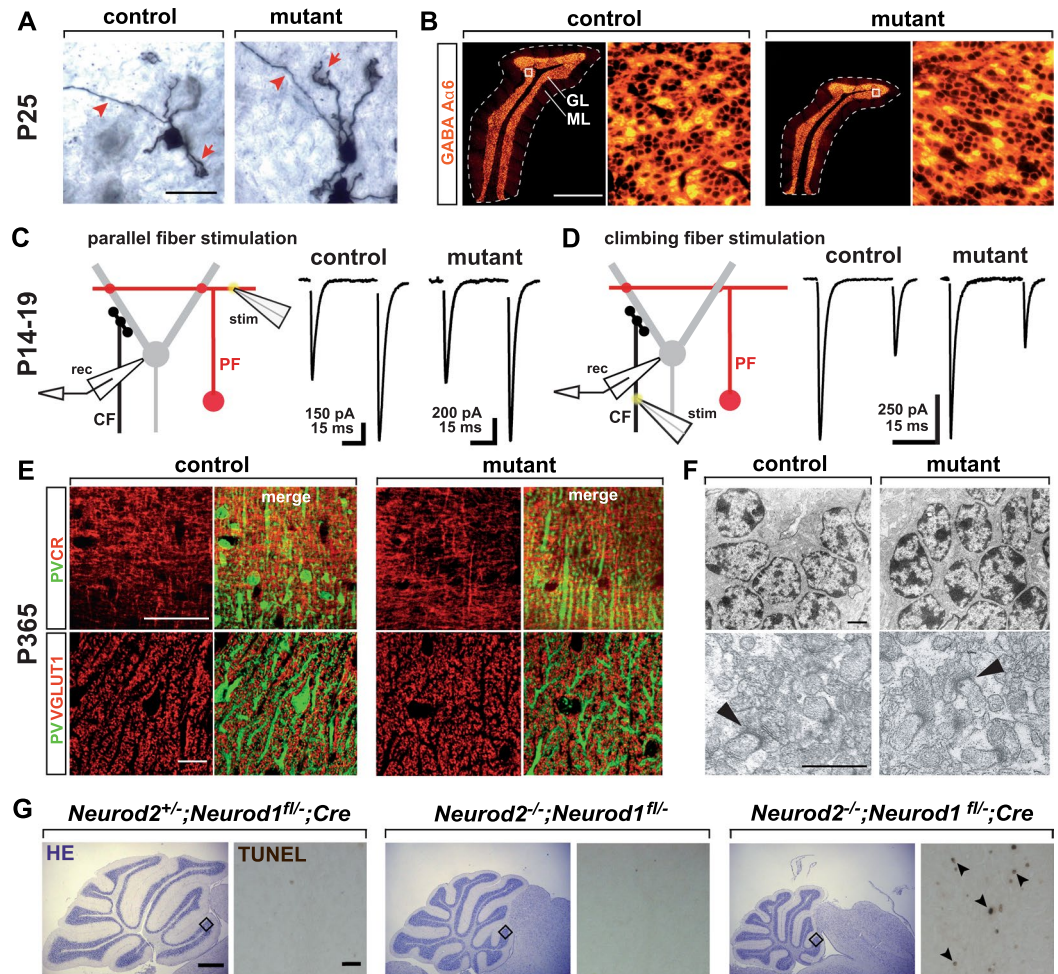 A
control
mutant
P25
B
control
mutant
GABA Aα6
GL
ML
C
parallel fiber stimulation
control
mutant
P14-19
stim
rec
PF
CF
150 pA
15 ms
200 pA
15 ms
D
climbing fiber stimulation
control
mutant
rec
PF
CF
stim
250 pA
15 ms
E
control
mutant
merge
merge
P365
PVCR
PVVGLUT1
F
control
mutant
G
Neurod2+/-;Neurod1fl/-;Cre
Neurod2-/-;Neurod1fl/-
Neurod2-/-;Neurod1 fl/-;Cre
HE
TUNEL